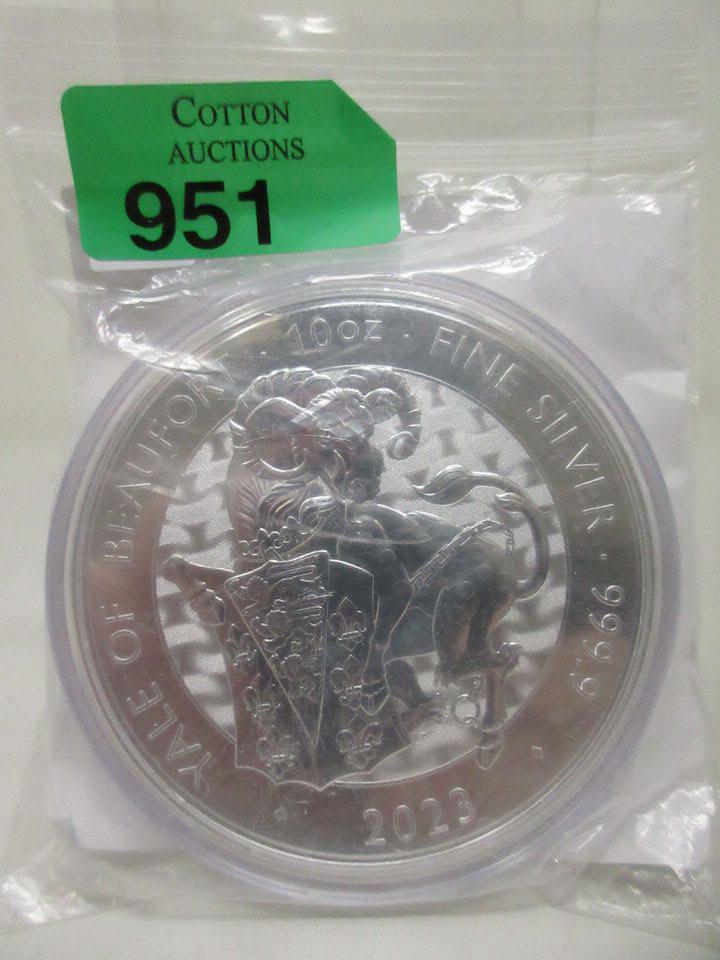 COTTON
AUCTIONS
951
YALE OF BEAUFORT · 10oz · FINE SILVER · 999.9
2023